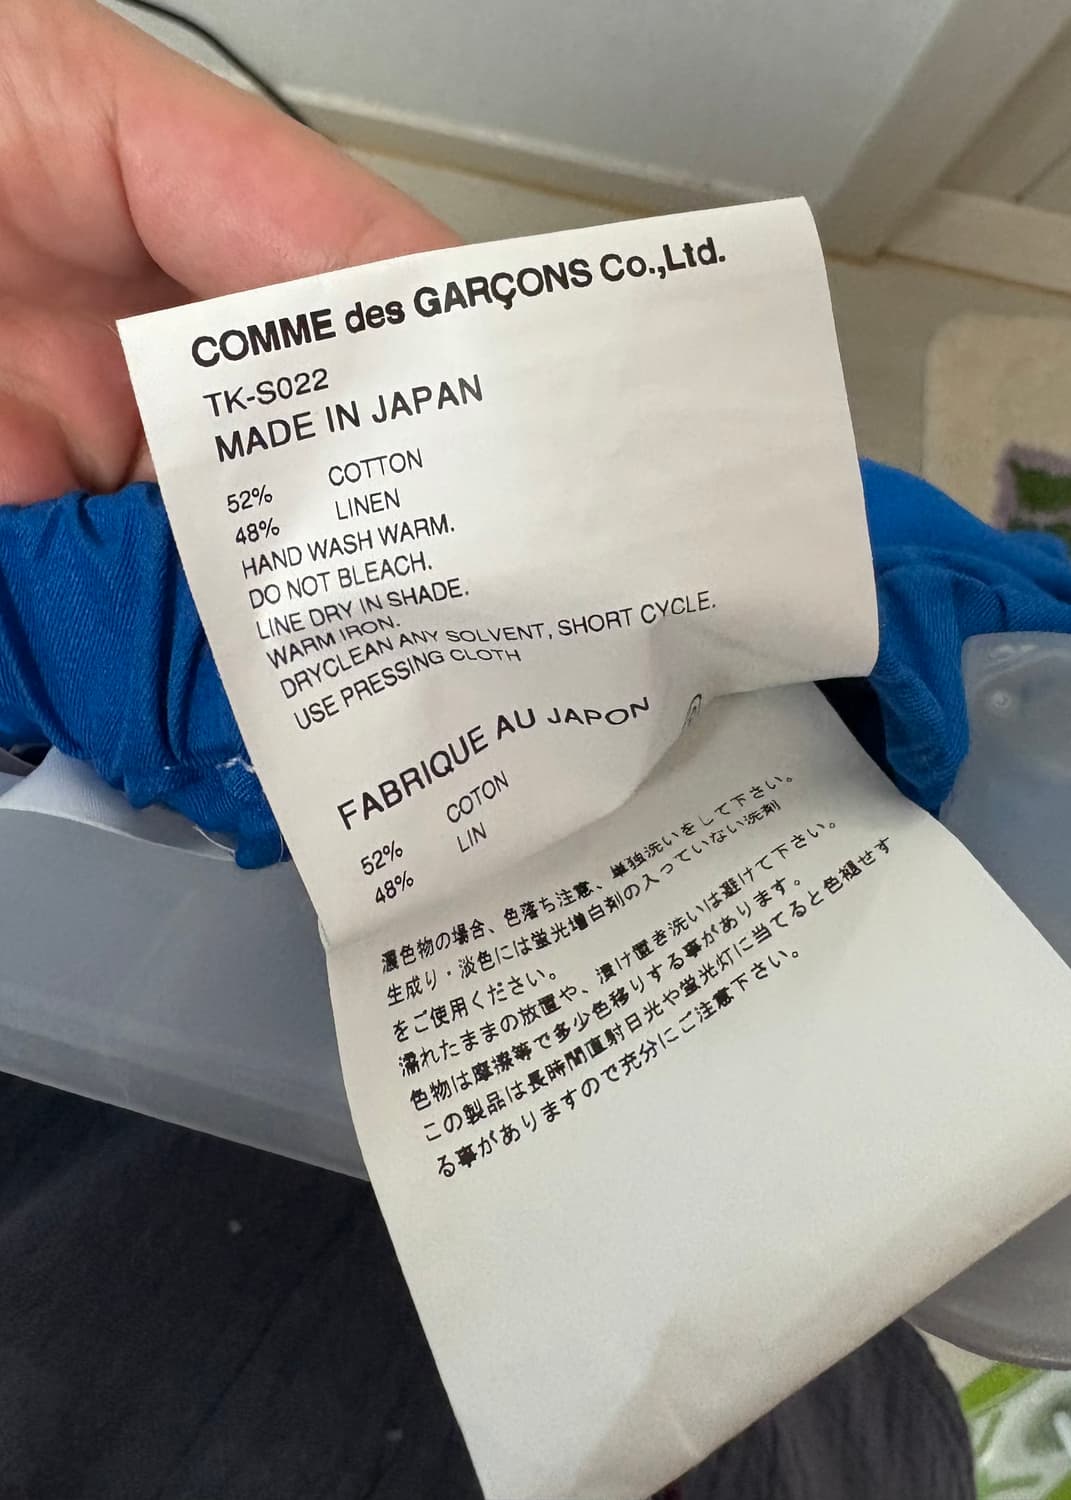 COMME des GARÇONS Co.,Ltd.
TK-S022
MADE IN JAPAN
52% COTTON
48% LINEN
HAND WASH WARM.
DO NOT BLEACH.
LINE DRY IN SHADE.
WARM IRON.
DRYCLEAN ANY SOLVENT, SHORT CYCLE.
USE PRESSING CLOTH
FABRIQUE AU JAPON
52% COTON
48% LIN
濃色物の場合、色落ち注意、単独洗いをして下さい。
生成り・淡色には蛍光増白剤の入っていない洗剤
をご使用ください。
濡れたままの放置や、漬け置き洗いは避けて下さい。
色物は摩擦等で多少色移りする事があります。
この製品は長時間直射日光や蛍光灯に当てると色褪せす
る事がありますので充分にご注意下さい。